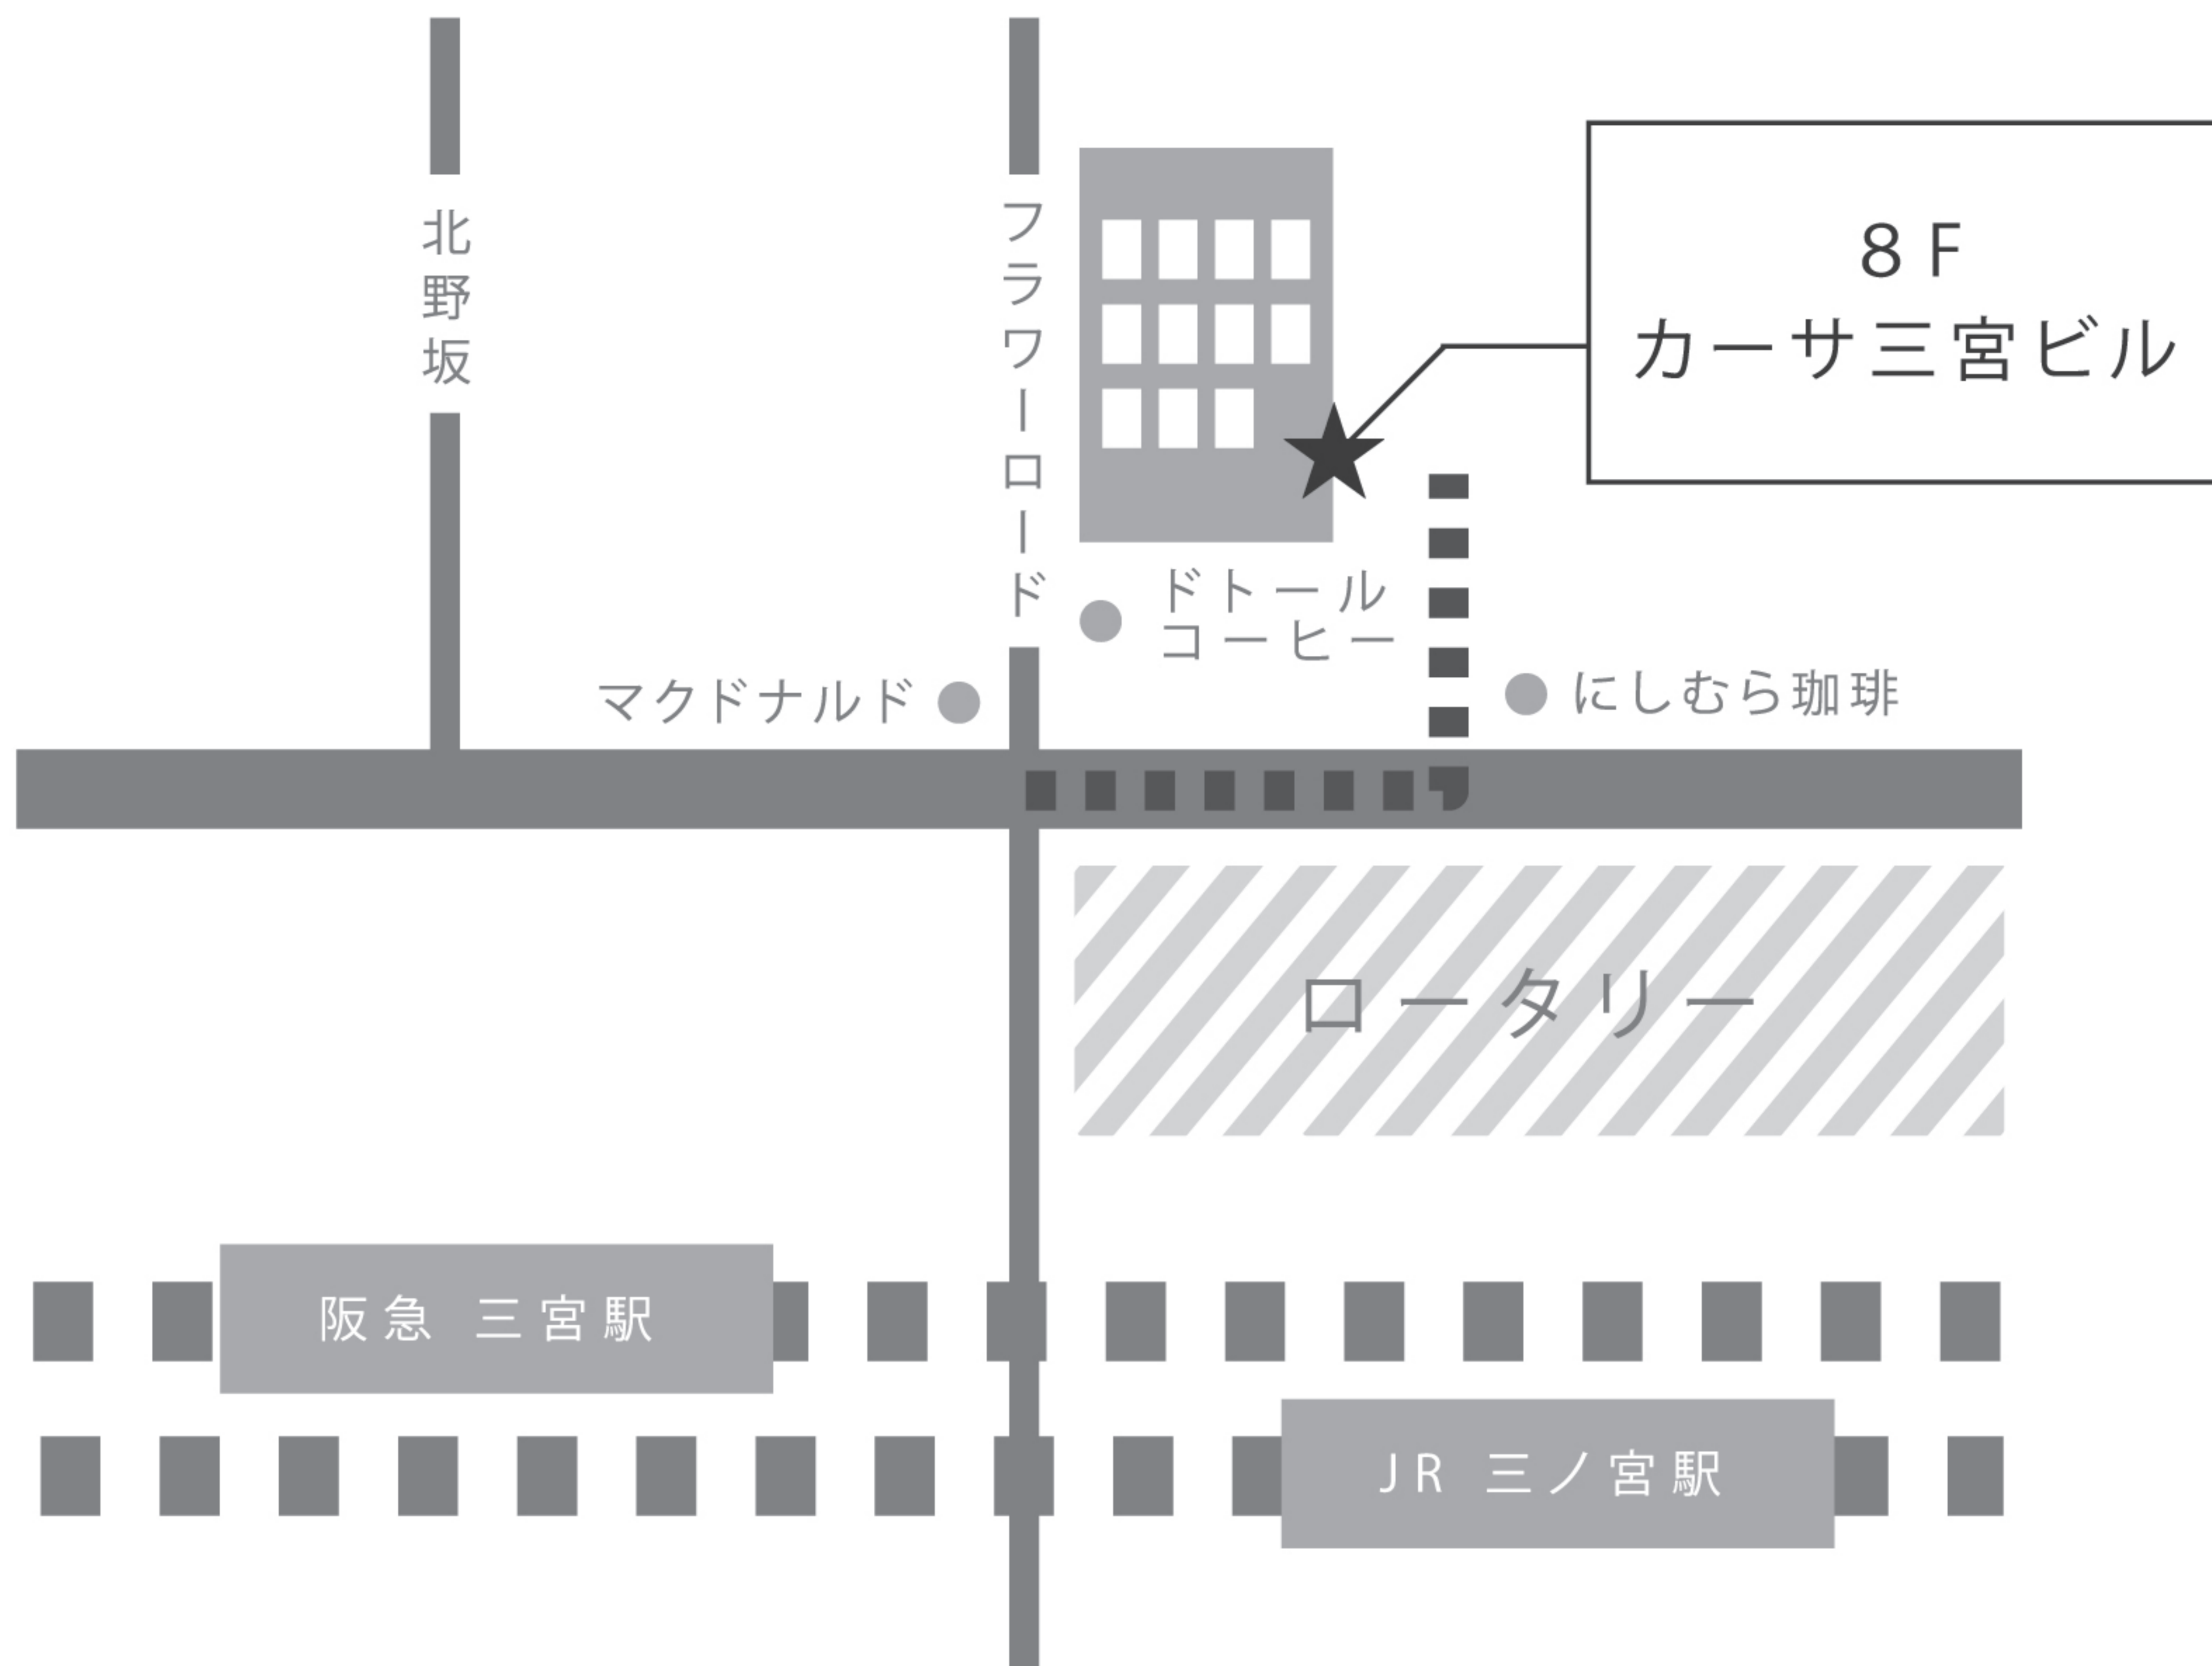 北野坂
フラワーロード
8F
カーサ三宮ビル
ドトール
コーヒー
マクドナルド
にしむら珈琲
ロータリー
阪急 三宮駅
JR 三ノ宮駅